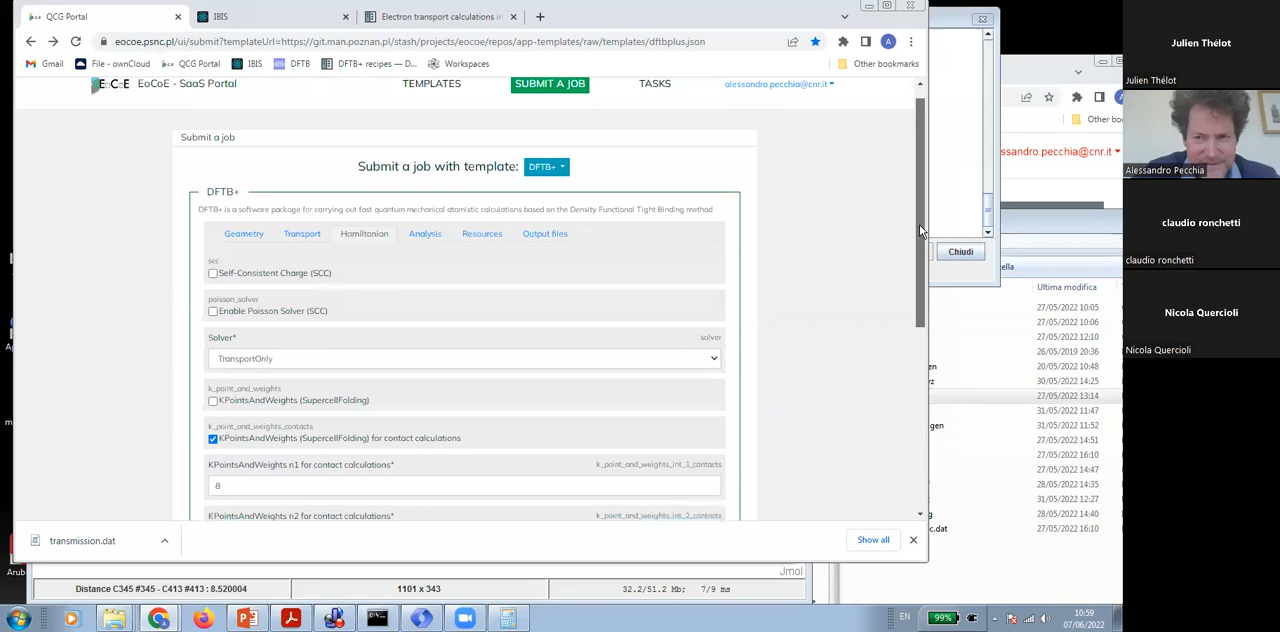 QCG Portal
IBIS
Electron transport calculations in
eocoe.psnc.pl/ui/submit?templateUrl=https://git.man.poznan.pl/stash/projects/eocoe/repos/app-templates/raw/templates/dftbplus.json
A
Gmail
File - ownCloud
QCG Portal
IBIS
DFTB
DFTB+ recipes — D...
Workspaces
Other bookmarks
EoCoE - SaaS Portal
TEMPLATES
SUBMIT A JOB
TASKS
alessandro.pecchia@cnr.it
Submit a job
Submit a job with template:
DFTB+
DFTB+
DFTB+ is a software package for carrying out fast quantum mechanical atomistic calculations based on the Density Functional Tight Binding method
Geometry
Transport
Hamiltonian
Analysis
Resources
Output files
scc
Self-Consistent Charge (SCC)
poisson_solver
Enable Poisson Solver (SCC)
Solver*
solver
TransportOnly
k_point_and_weights
KPointsAndWeights (SupercellFolding)
k_point_and_weights_contacts
KPointsAndWeights (SupercellFolding) for contact calculations
KPointsAndWeights n1 for contact calculations*
k_point_and_weights_int_1_contacts
8
KPointsAndWeights n2 for contact calculations*
k_point_and_weights_int_2_contacts
transmission.dat
Show all
Jmol
Distance C345 #345 - C413 #413 : 8.520004
1101 x 343
32.2/51.2 Mb; 7/9 ms
Chiudi
Other boo
ssandro.pecchia@cnr.it
ella
Ultima modifica
27/05/2022 10:05
27/05/2022 10:06
27/05/2022 12:10
26/05/2019 20:36
en
20/05/2022 10:48
yz
30/05/2022 14:25
27/05/2022 13:14
31/05/2022 11:47
.gen
31/05/2022 11:52
27/05/2022 14:51
27/05/2022 16:10
27/05/2022 14:47
28/05/2022 14:35
31/05/2022 12:27
g
28/05/2022 14:40
c.dat
27/05/2022 16:10
Julien Thélot
Julien Thélot
Alessandro Pecchia
claudio ronchetti
claudio ronchetti
Nicola Quercioli
Nicola Quercioli
Arub
EN
99%
10:59
07/06/2022